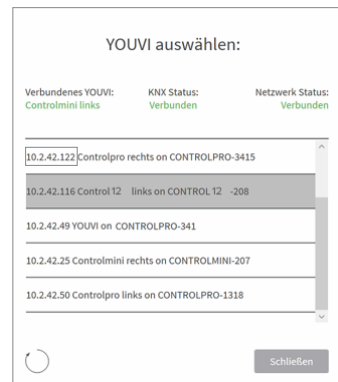 YOUVI auswählen:
Verbundenes YOUVI: KNX Status: Netzwerk Status:
Controlmini links Verbunden Verbunden
10.2.42.122 Controlpro rechts on CONTROLPRO-3415
10.2.42.116 Control 12 links on CONTROL 12 -208
10.2.42.49 YOUVI on CONTROLPRO-341
10.2.42.25 Controlmini rechts on CONTROLMINI-207
10.2.42.50 Controlpro links on CONTROLPRO-1318
Schließen